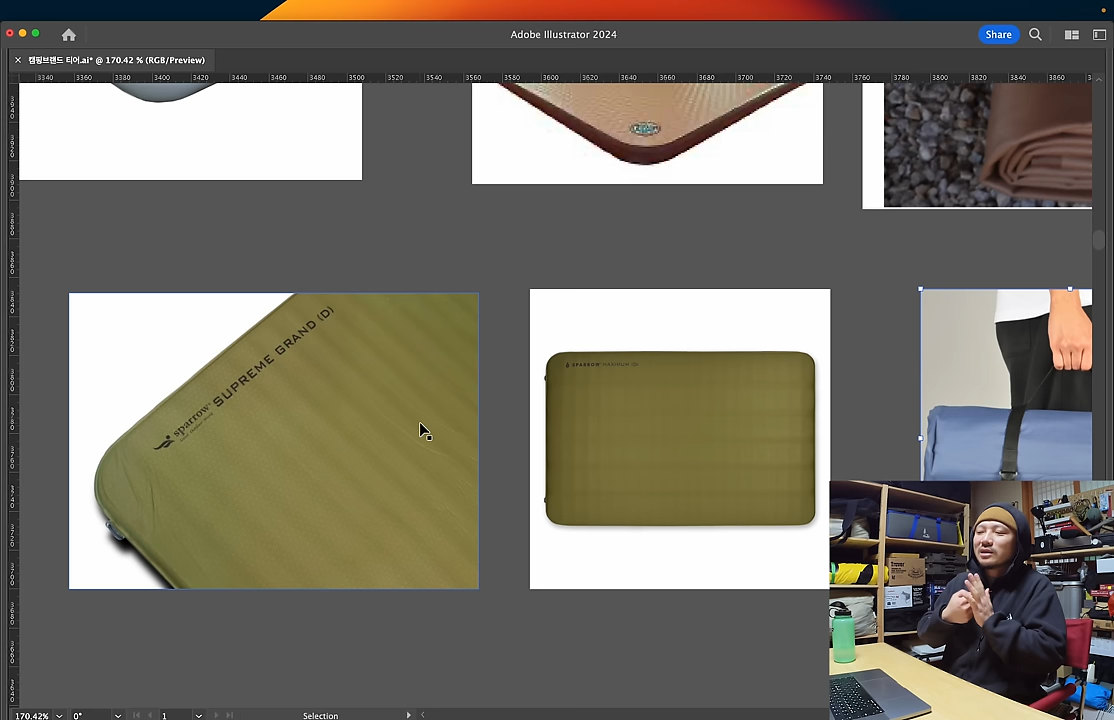 Adobe Illustrator 2024
Share
× 캠핑브랜드 티어.ai* @ 170.42 % (RGB/Preview)
3340 3360 3380 3400 3420 3440 3460 3480 3500 3520 3540 3560 3580 3600 3620 3640 3660 3680 3700 3720 3740 3760 3780 3800 3820 3840 3860
SUPREME GRAND (D)
sparrow
SPARROW
170.42% 0° 1 Selection